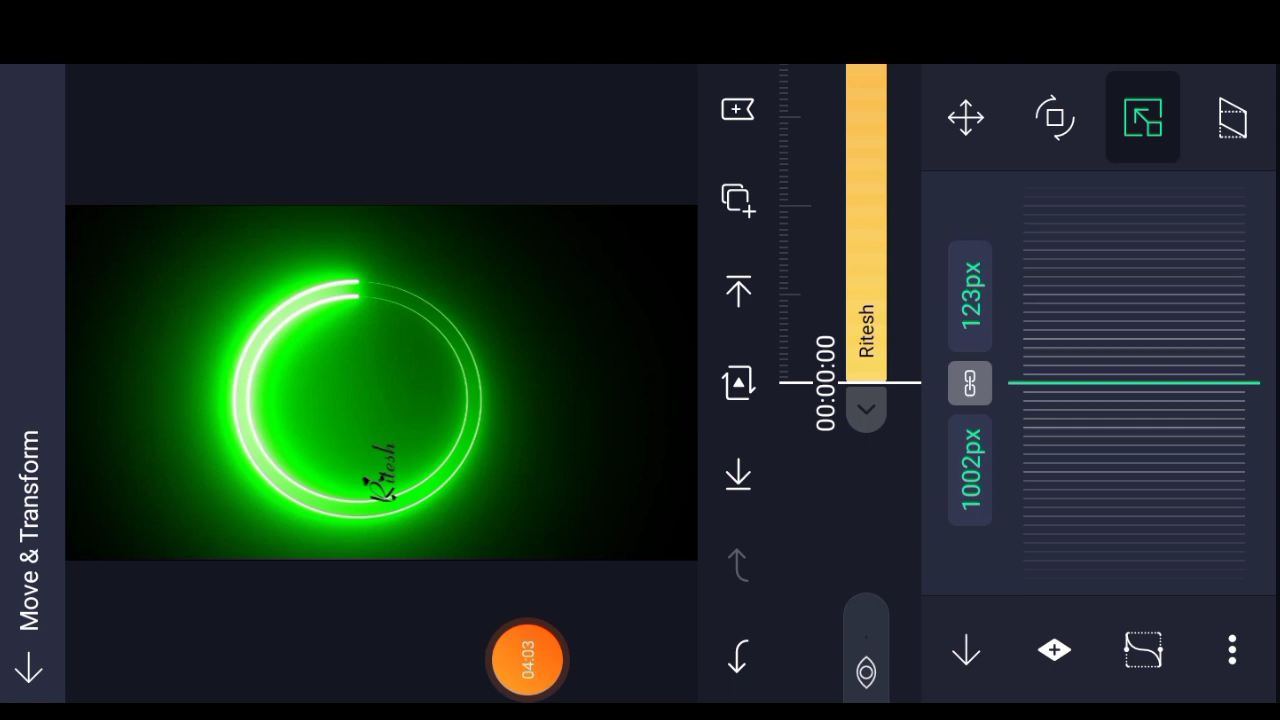 Move & Transform
Ritesh
04:03
00:00:00
Ritesh
1002px
123px